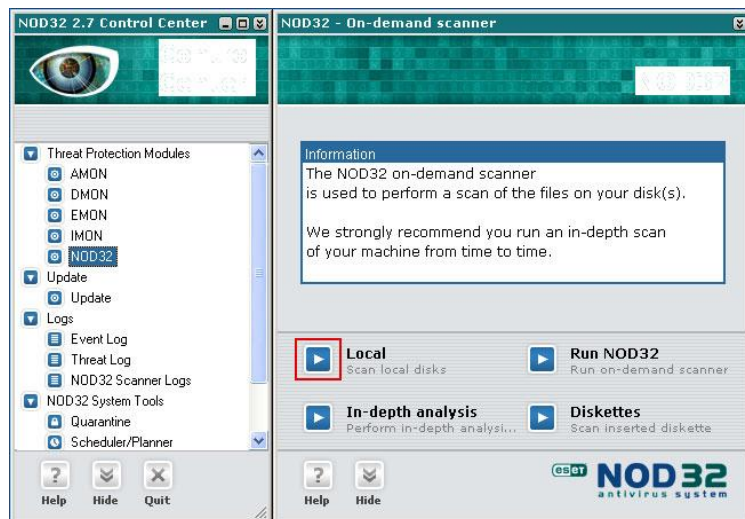 NOD32 2.7 Control Center
Threat Protection Modules
AMON
DMON
EMON
IMON
NOD32
Update
Update
Logs
Event Log
Threat Log
NOD32 Scanner Logs
NOD32 System Tools
Quarantine
Scheduler/Planner
Help
Hide
Quit
NOD32 - On-demand scanner
Information
The NOD32 on-demand scanner
is used to perform a scan of the files on your disk(s).
We strongly recommend you run an in-depth scan
of your machine from time to time.
Local
Scan local disks
Run NOD32
Run on-demand scanner
In-depth analysis
Perform in-depth analysi...
Diskettes
Scan inserted diskette
Help
Hide
eseT NOD32
antivirus system